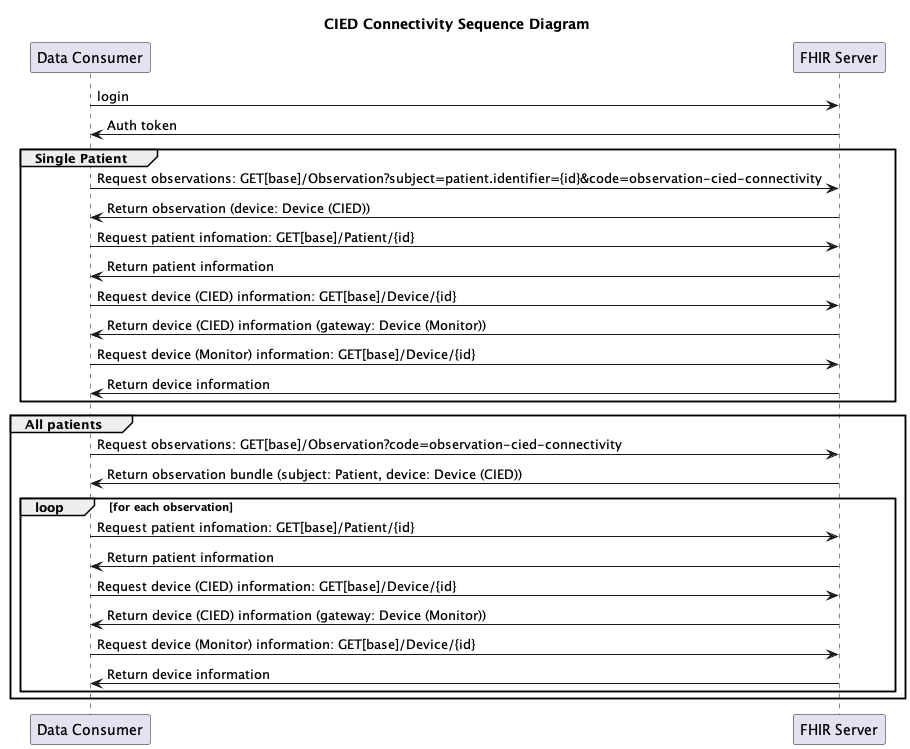 CIED Connectivity Sequence Diagram
Data Consumer
FHIR Server
login
Auth token
Single Patient
Request observations: GET[base]/Observation?subject=patient.identifier={id}&code=observation-cied-connectivity
Return observation (device: Device (CIED))
Request patient infomation: GET[base]/Patient/{id}
Return patient information
Request device (CIED) information: GET[base]/Device/{id}
Return device (CIED) information (gateway: Device (Monitor))
Request device (Monitor) information: GET[base]/Device/{id}
Return device information
All patients
Request observations: GET[base]/Observation?code=observation-cied-connectivity
Return observation bundle (subject: Patient, device: Device (CIED))
loop
[for each observation]
Request patient infomation: GET[base]/Patient/{id}
Return patient information
Request device (CIED) information: GET[base]/Device/{id}
Return device (CIED) information (gateway: Device (Monitor))
Request device (Monitor) information: GET[base]/Device/{id}
Return device information
Data Consumer
FHIR Server